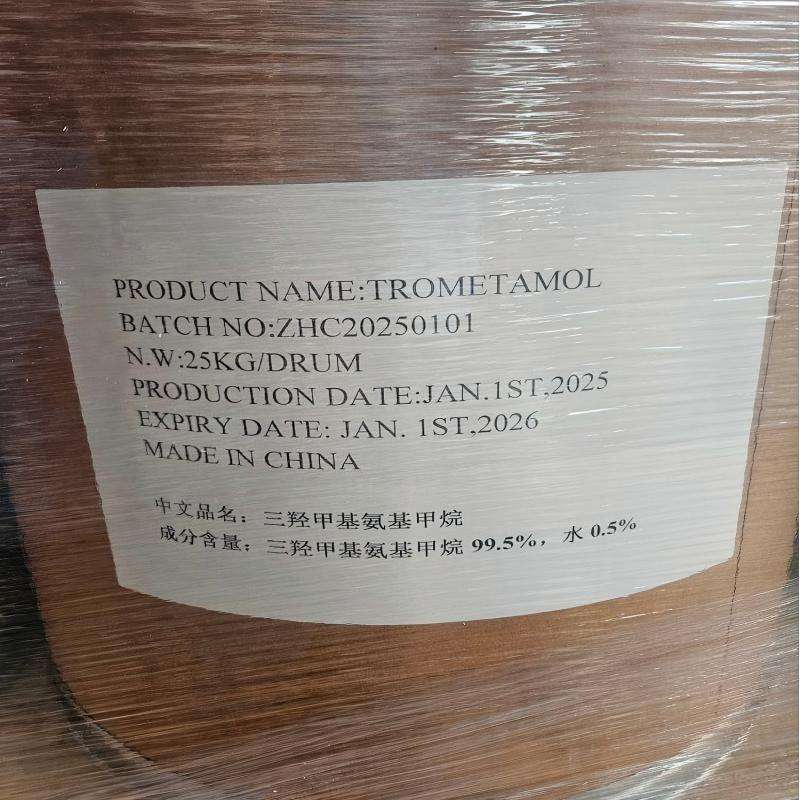 PRODUCT NAME:TROMETAMOL
BATCH NO:ZHC20250101
N.W:25KG/DRUM
PRODUCTION DATE:JAN.1ST,2025
EXPIRY DATE: JAN. 1ST,2026
MADE IN CHINA
中文品名：三羟甲基氨基甲烷
成分含量：三羟甲基氨基甲烷 99.5%，水 0.5%